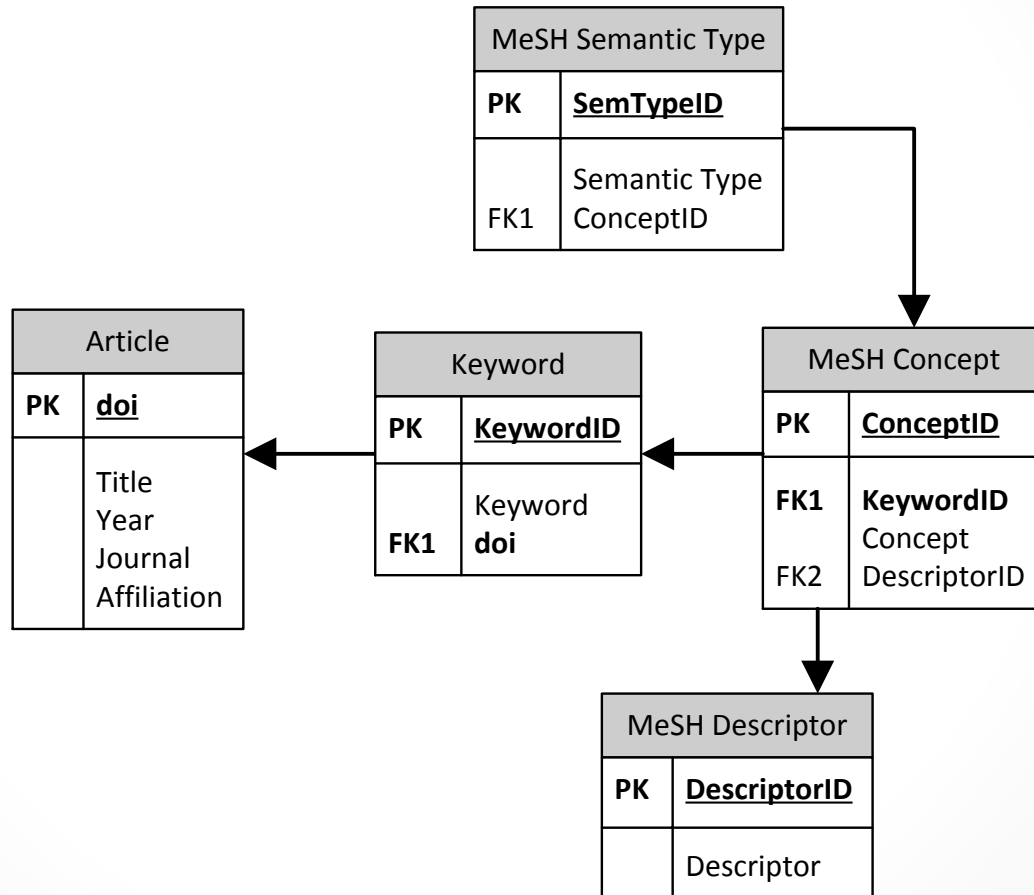 MeSH Semantic Type
PK SemTypeID
Semantic Type
FK1 ConceptID
Article
PK doi
Title
Year
Journal
Affiliation
Keyword
PK KeywordID
Keyword
FK1 doi
MeSH Concept
PK ConceptID
FK1 KeywordID
Concept
FK2 DescriptorID
MeSH Descriptor
PK DescriptorID
Descriptor